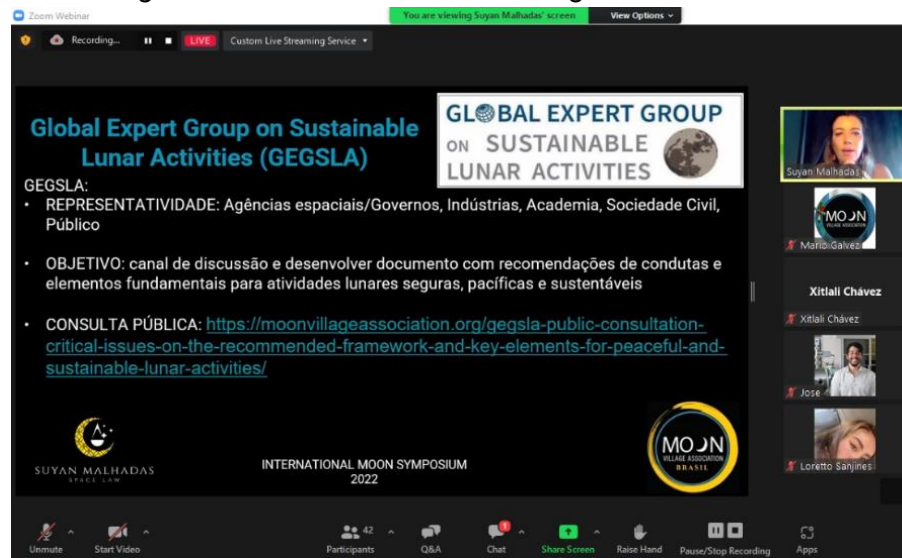 Zoom Webinar
You are viewing Suyan Malhadas' screen
View Options
Recording...
LIVE
Custom Live Streaming Service
Global Expert Group on Sustainable
Lunar Activities (GEGSLA)
GLOBAL EXPERT GROUP
ON SUSTAINABLE
LUNAR ACTIVITIES
GEGSLA:
• REPRESENTATIVIDADE: Agências espaciais/Governos, Indústrias, Academia, Sociedade Civil,
Público
• OBJETIVO: canal de discussão e desenvolver documento com recomendações de condutas e
elementos fundamentais para atividades lunares seguras, pacíficas e sustentáveis
• CONSULTA PÚBLICA: https://moonvillageassociation.org/gegsla-public-consultation-
critical-issues-on-the-recommended-framework-and-key-elements-for-peaceful-and-
sustainable-lunar-activities/
SUYAN MALHADAS
SPACE LAW
INTERNATIONAL MOON SYMPOSIUM
2022
MOON
VILLAGE ASSOCIATION
BRASIL
Suyan Malhadas
MOON
VILLAGE ASSOCIATION
Mario Galvez
Xitlali Chávez
Xitlali Chávez
Jose
Loretto Sanjines
Unmute
Start Video
42
Participants
Q&A
1
Chat
Share Screen
Raise Hand
Pause/Stop Recording
Apps